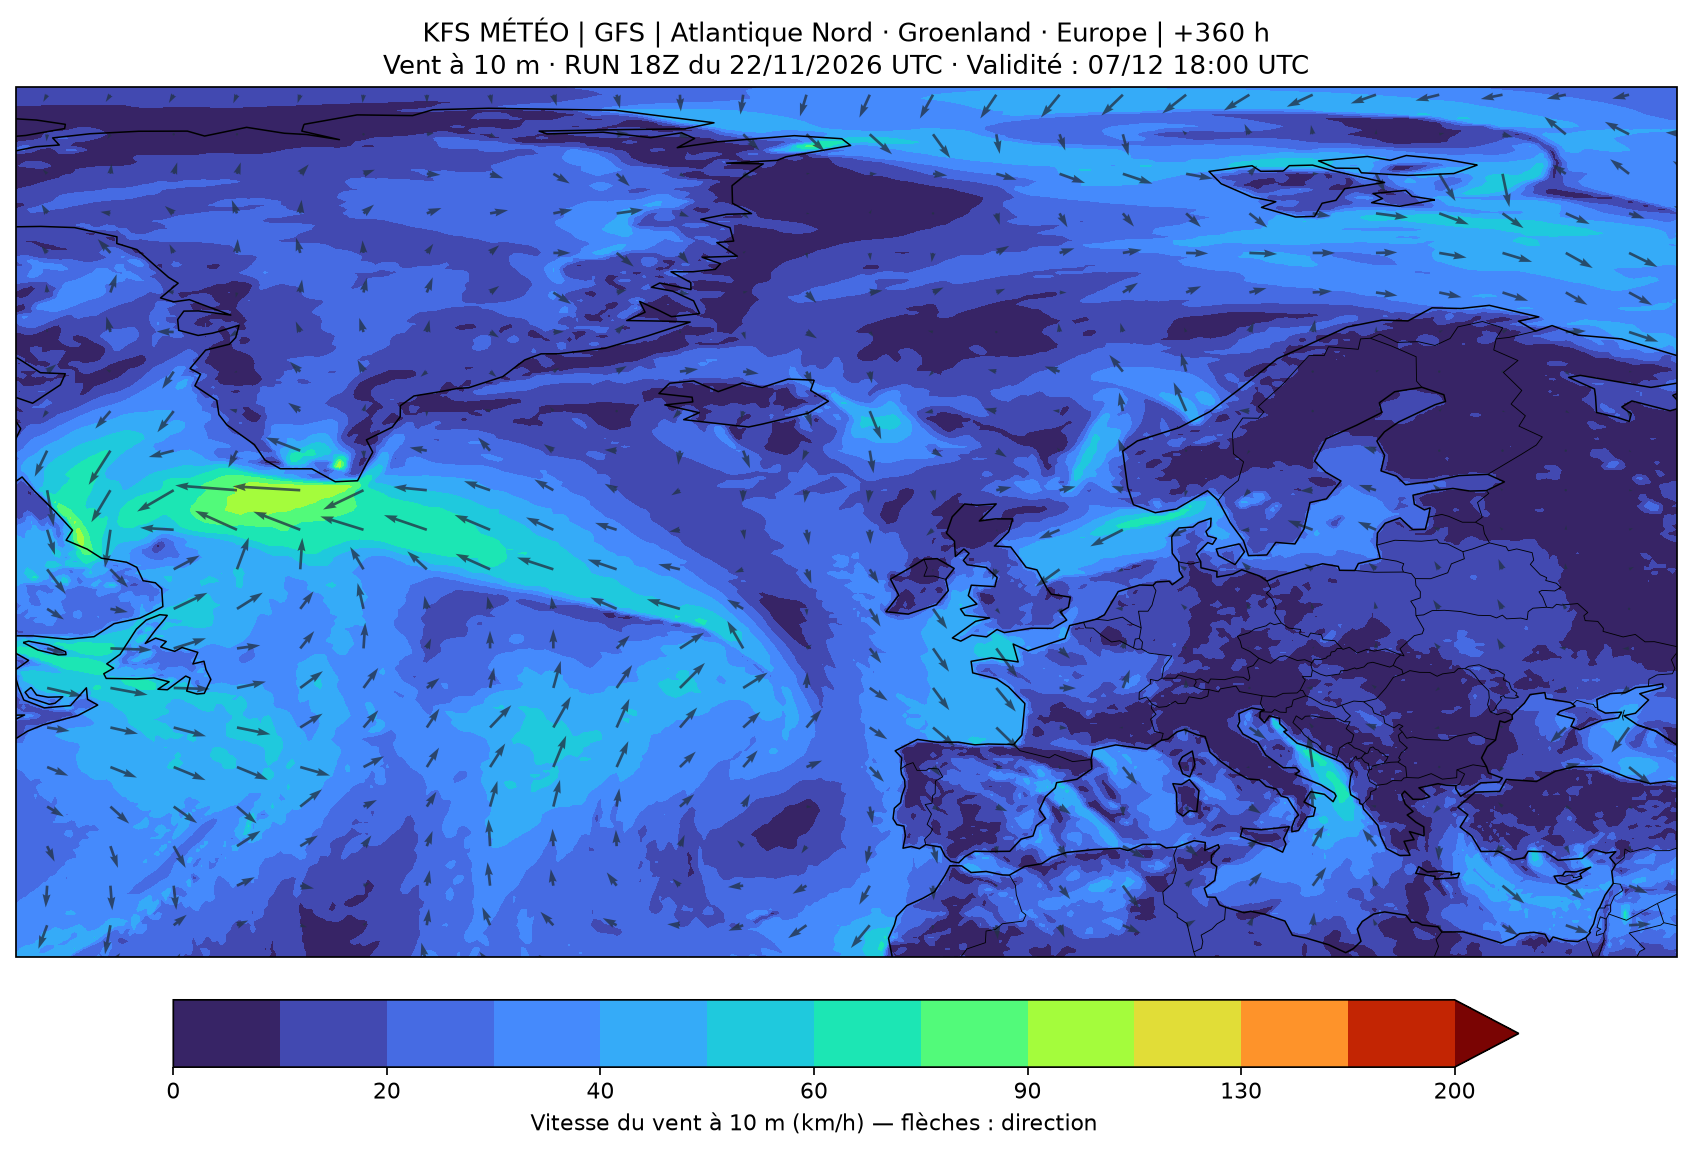 KFS MÉTÉO | GFS | Atlantique Nord · Groenland · Europe | +360 h
Vent à 10 m · RUN 18Z du 22/11/2026 UTC · Validité : 07/12 18:00 UTC
0 20 40 60 90 130 200
Vitesse du vent à 10 m (km/h) — flèches : direction